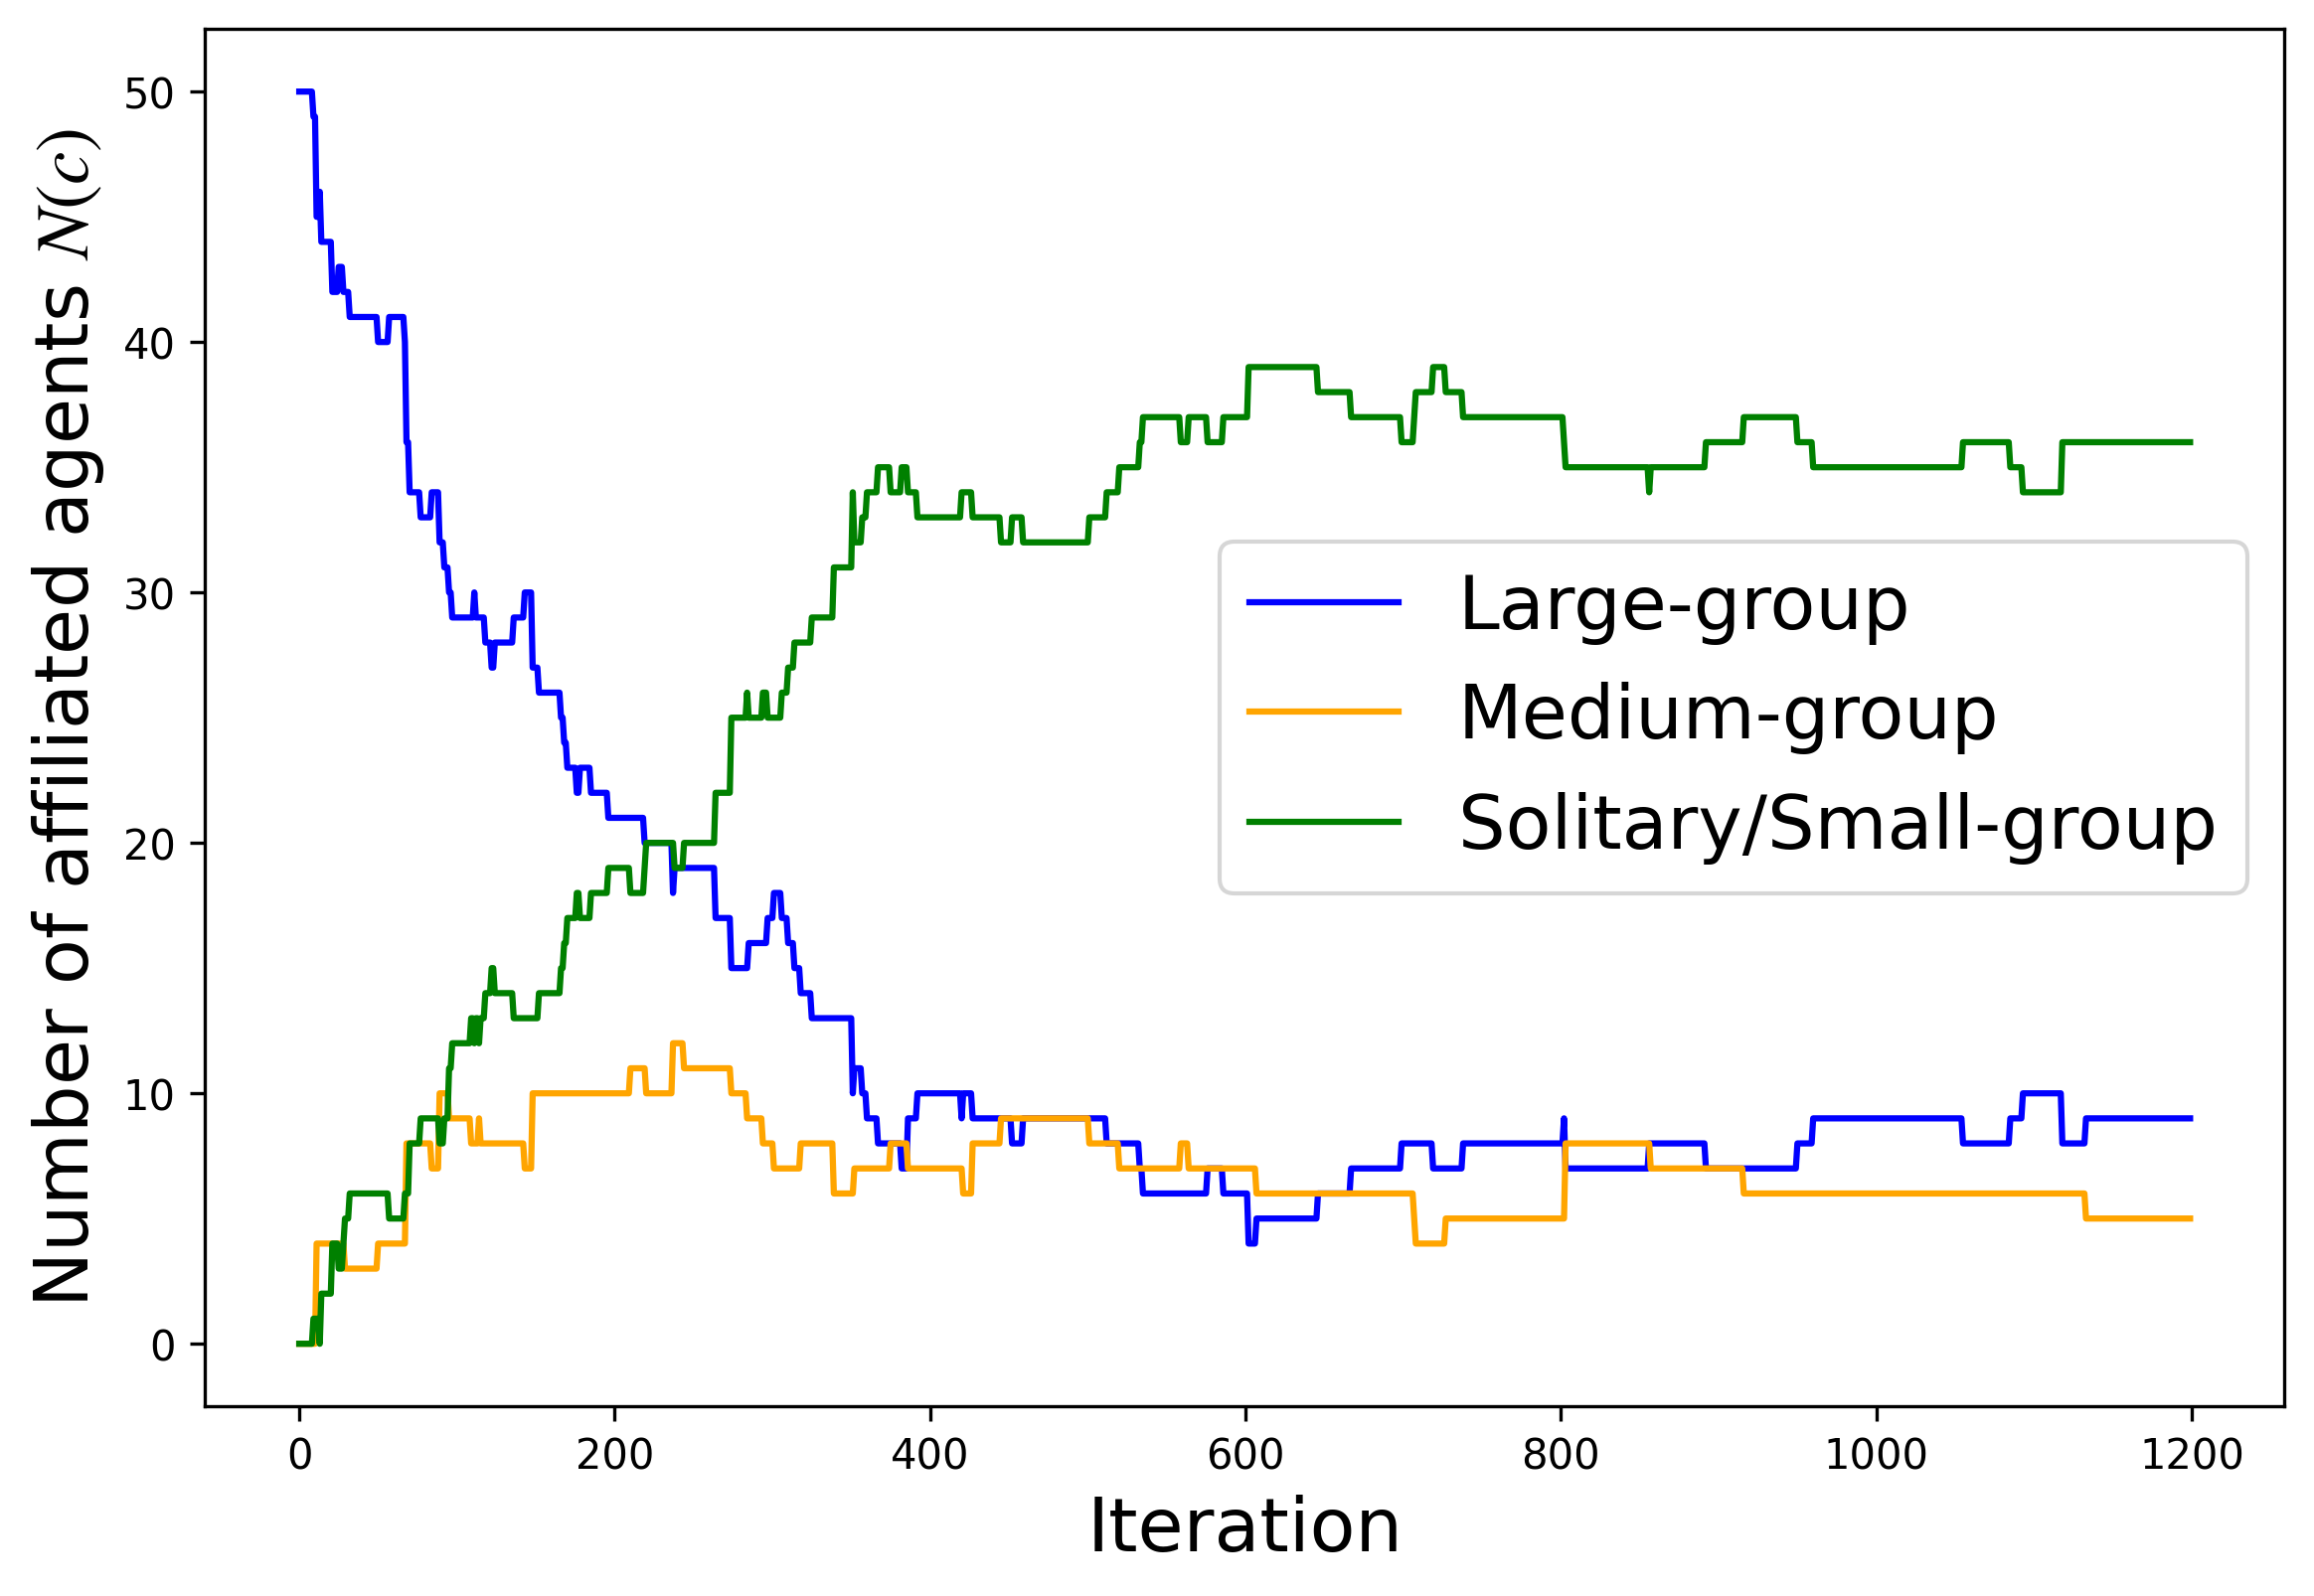 Number of affiliated agents N(c)
50
40
30
20
10
0
Large-group
Medium-group
Solitary/Small-group
0 200 400 600 800 1000 1200
Iteration